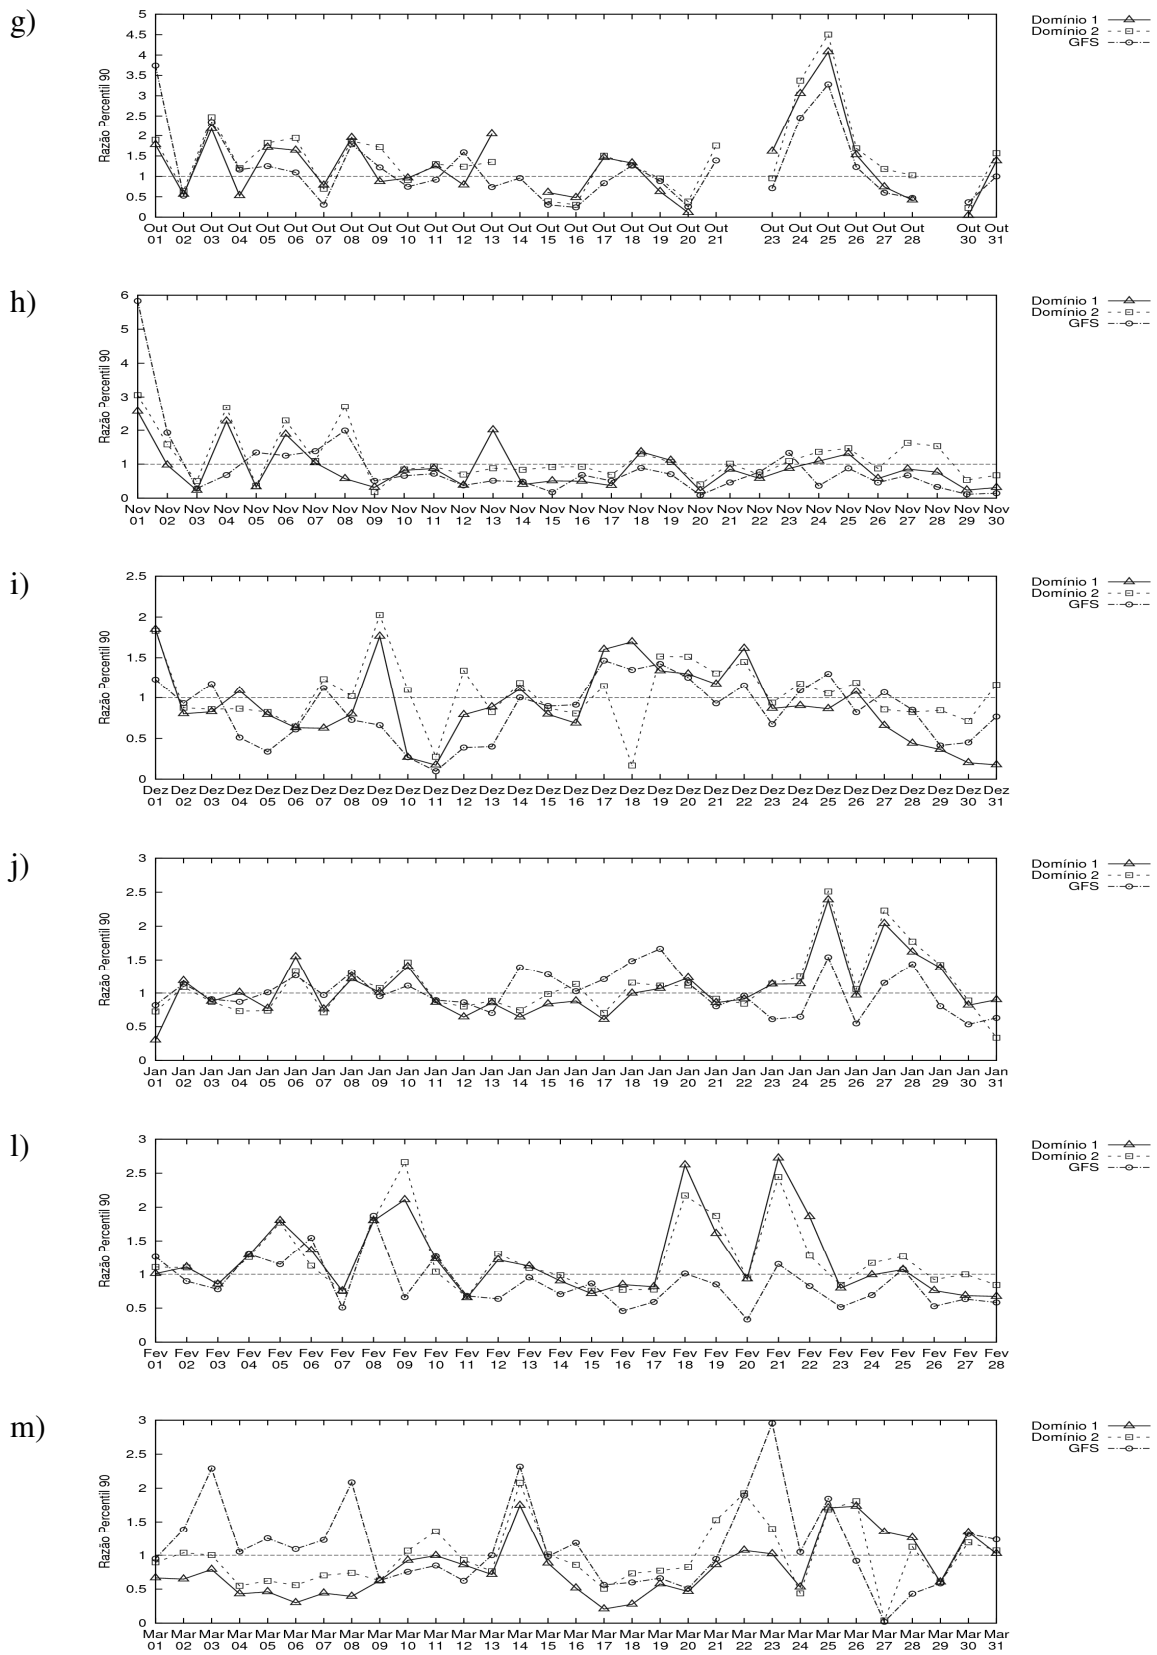 g)
Razão Percentil 90
5
4.5
4
3.5
3
2.5
2
1.5
1
0.5
0
Out Out Out Out Out Out Out Out Out Out Out Out Out Out Out Out Out Out Out Out Out Out Out Out Out Out Out Out Out
01 02 03 04 05 06 07 08 09 10 11 12 13 14 15 16 17 18 19 20 21 23 24 25 26 27 28 30 31
Domínio 1
Domínio 2
GFS
h)
Razão Percentil 90
6
5
4
3
2
1
0
Nov Nov Nov Nov Nov Nov Nov Nov Nov Nov Nov Nov Nov Nov Nov Nov Nov Nov Nov Nov Nov Nov Nov Nov Nov Nov Nov Nov Nov Nov
01 02 03 04 05 06 07 08 09 10 11 12 13 14 15 16 17 18 19 20 21 22 23 24 25 26 27 28 29 30
Domínio 1
Domínio 2
GFS
i)
Razão Percentil 90
2.5
2
1.5
1
0.5
0
Dez Dez Dez Dez Dez Dez Dez Dez Dez Dez Dez Dez Dez Dez Dez Dez Dez Dez Dez Dez Dez Dez Dez Dez Dez Dez Dez Dez Dez Dez Dez
01 02 03 04 05 06 07 08 09 10 11 12 13 14 15 16 17 18 19 20 21 22 23 24 25 26 27 28 29 30 31
Domínio 1
Domínio 2
GFS
j)
Razão Percentil 90
3
2.5
2
1.5
1
0.5
0
Jan Jan Jan Jan Jan Jan Jan Jan Jan Jan Jan Jan Jan Jan Jan Jan Jan Jan Jan Jan Jan Jan Jan Jan Jan Jan Jan Jan Jan Jan Jan
01 02 03 04 05 06 07 08 09 10 11 12 13 14 15 16 17 18 19 20 21 22 23 24 25 26 27 28 29 30 31
Domínio 1
Domínio 2
GFS
l)
Razão Percentil 90
3
2.5
2
1.5
1
0.5
0
Fev Fev Fev Fev Fev Fev Fev Fev Fev Fev Fev Fev Fev Fev Fev Fev Fev Fev Fev Fev Fev Fev Fev Fev Fev Fev Fev Fev
01 02 03 04 05 06 07 08 09 10 11 12 13 14 15 16 17 18 19 20 21 22 23 24 25 26 27 28
Domínio 1
Domínio 2
GFS
m)
Razão Percentil 90
3
2.5
2
1.5
1
0.5
0
Mar Mar Mar Mar Mar Mar Mar Mar Mar Mar Mar Mar Mar Mar Mar Mar Mar Mar Mar Mar Mar Mar Mar Mar Mar Mar Mar Mar Mar Mar Mar
01 02 03 04 05 06 07 08 09 10 11 12 13 14 15 16 17 18 19 20 21 22 23 24 25 26 27 28 29 30 31
Domínio 1
Domínio 2
GFS